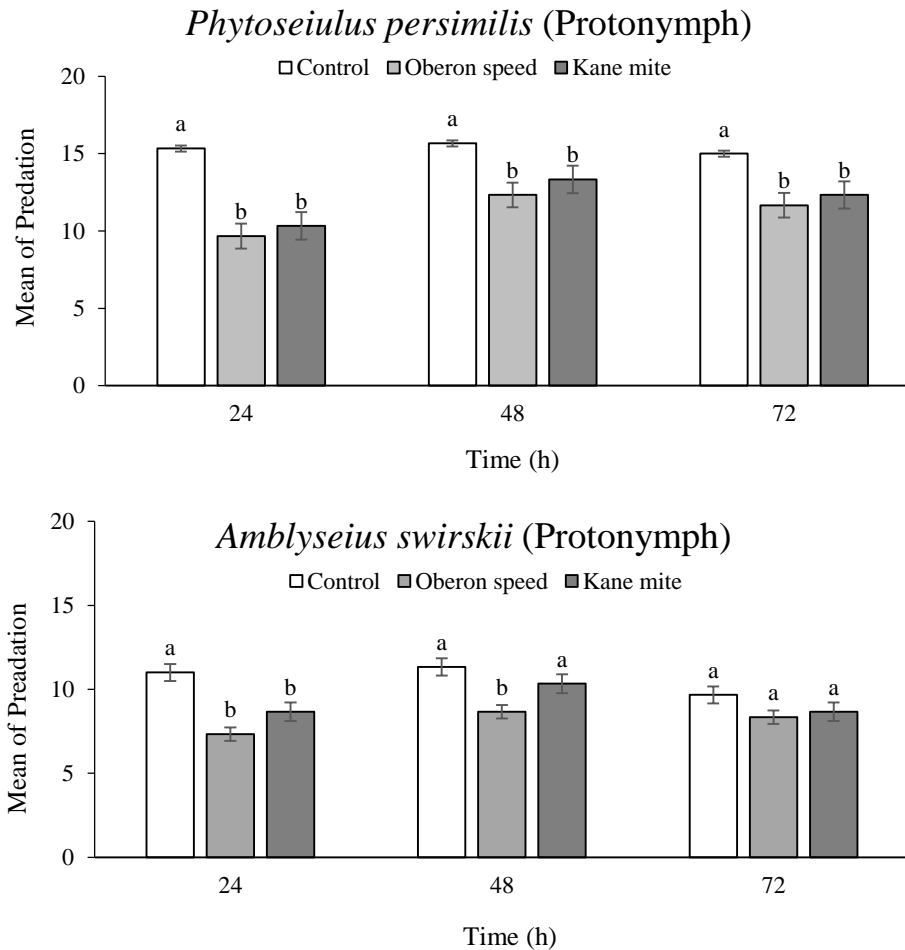 Phytoseiulus persimilis (Protonymph)
Control Oberon speed Kane mite
20
15
10
5
0
Mean of Predation
a b b
a b b
a b b
24 48 72
Time (h)
Amblyseius swirskii (Protonymph)
Control Oberon speed Kane mite
20
15
10
5
0
Mean of Preadation
a b b
a b a
a a a
24 48 72
Time (h)